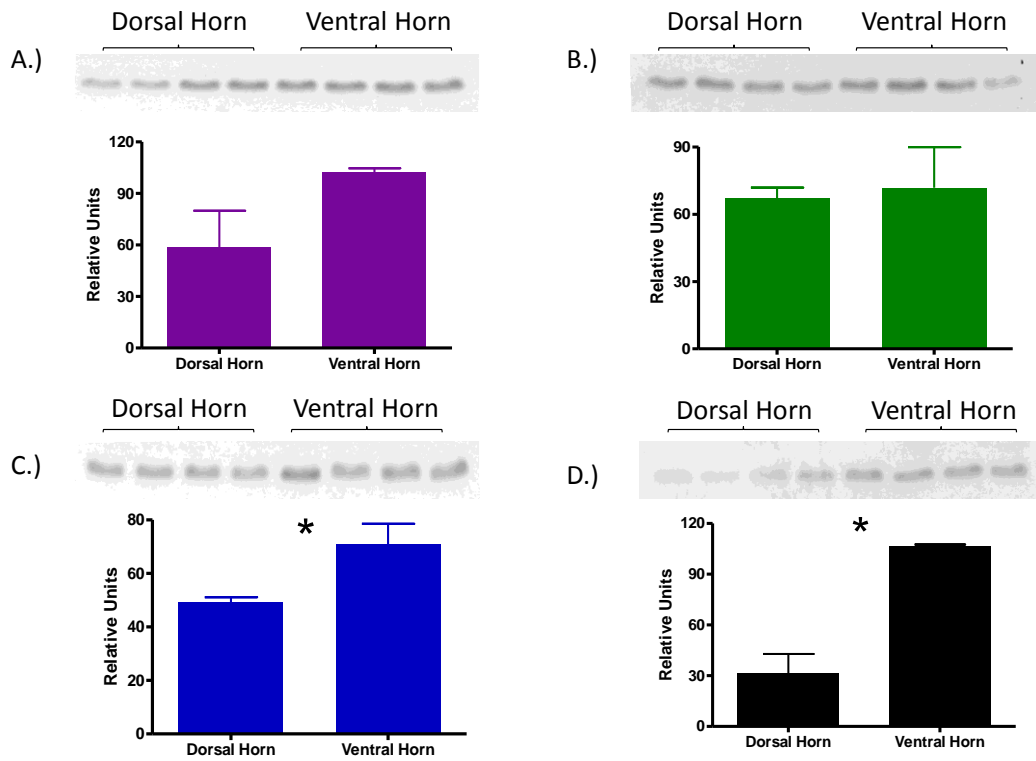 Dorsal Horn Ventral Horn
A.)
120
90
60
30
0
Relative Units
Dorsal Horn Ventral Horn
Dorsal Horn Ventral Horn
B.)
90
60
30
0
Relative Units
Dorsal Horn Ventral Horn
Dorsal Horn Ventral Horn
C.)
*
80
60
40
20
0
Relative Units
Dorsal Horn Ventral Horn
Dorsal Horn Ventral Horn
D.)
*
120
90
60
30
0
Relative Units
Dorsal Horn Ventral Horn